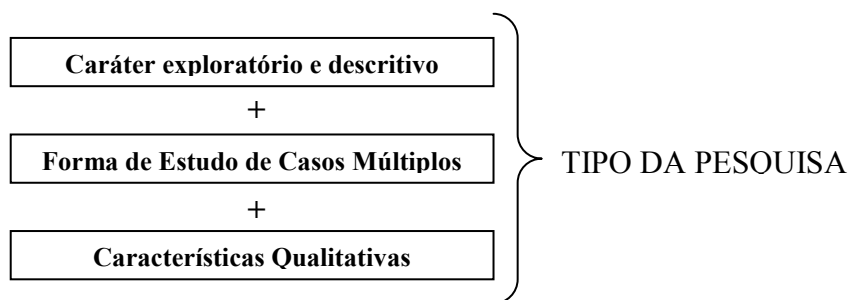 Caráter exploratório e descritivo
+
Forma de Estudo de Casos Múltiplos
+
Características Qualitativas
TIPO DA PESQUISA